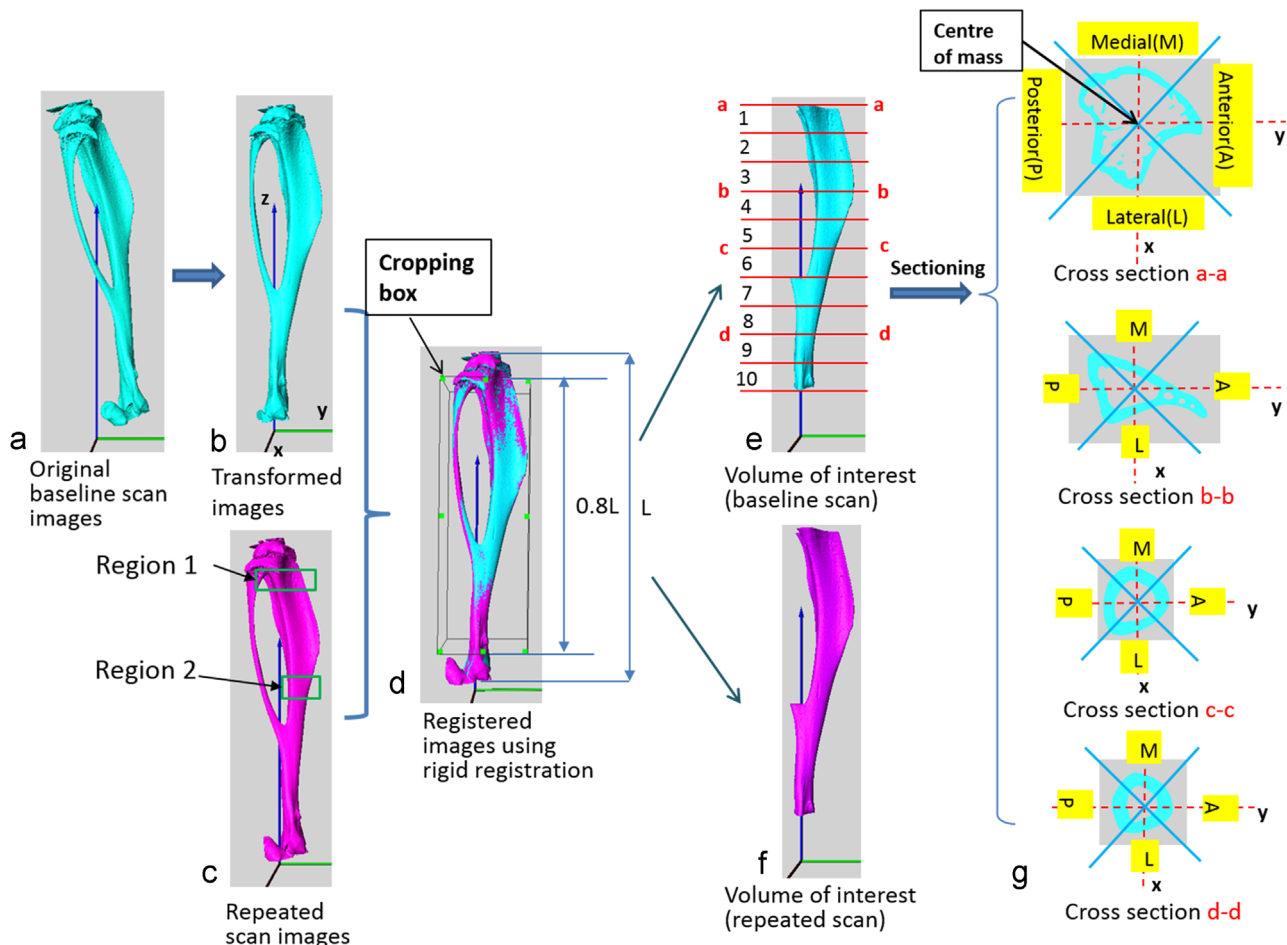 a
Original
baseline scan
images
z
y
x
b
Transformed
images
Region 1
Region 2
c
Repeated
scan images
Cropping
box
0.8L
L
d
Registered
images using
rigid registration
a
a
1
2
3
b
b
4
5
c
c
6
7
8
d
d
9
10
e
Volume of interest
(baseline scan)
f
Volume of interest
(repeated scan)
Sectioning
Centre
of mass
Medial(M)
Posterior(P)
Anterior(A)
y
Lateral(L)
x
Cross section a-a
M
P
A
y
L
x
Cross section b-b
M
P
A
y
L
x
Cross section c-c
M
P
A
y
L
x
g
Cross section d-d